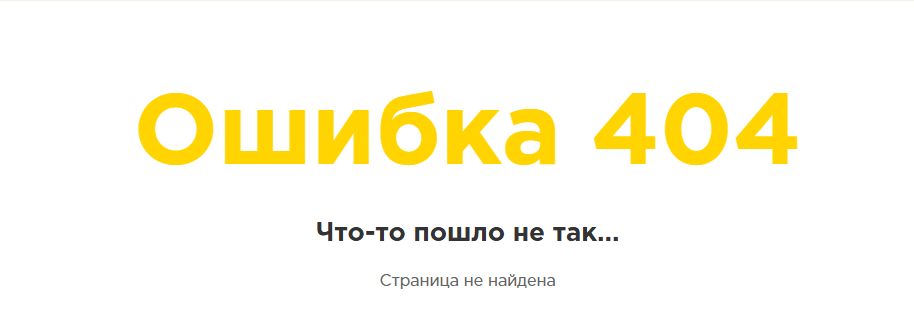 Ошибка 404
Что-то пошло не так...
Страница не найдена